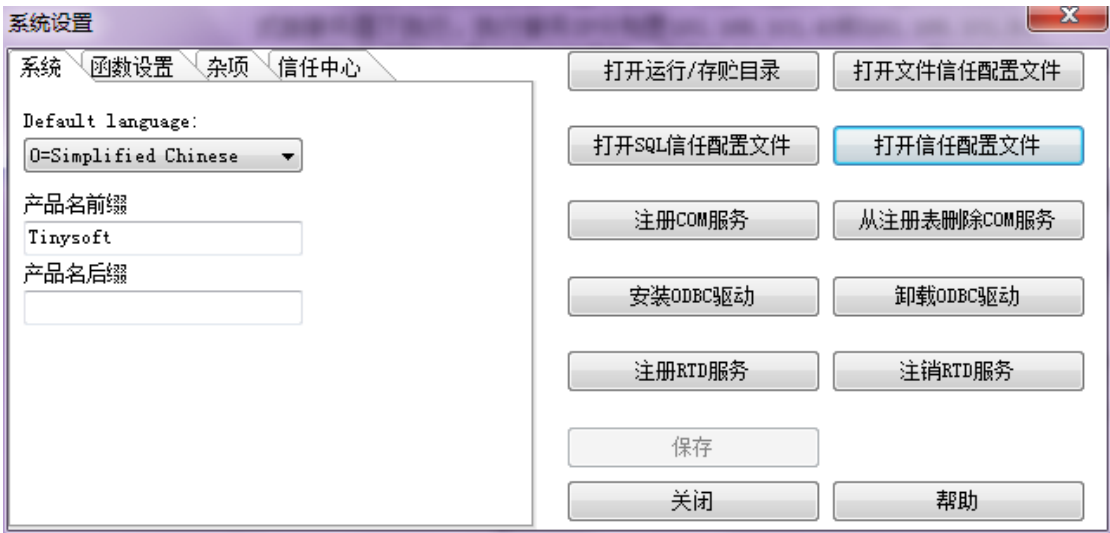 系统设置
系统 函数设置 杂项 信任中心
Default language:
0=Simplified Chinese
产品名前缀
Tinysoft
产品名后缀
打开运行/存贮目录 打开文件信任配置文件
打开SQL信任配置文件 打开信任配置文件
注册COM服务 从注册表删除COM服务
安装ODBC驱动 卸载ODBC驱动
注册RTD服务 注销RTD服务
保存
关闭 帮助